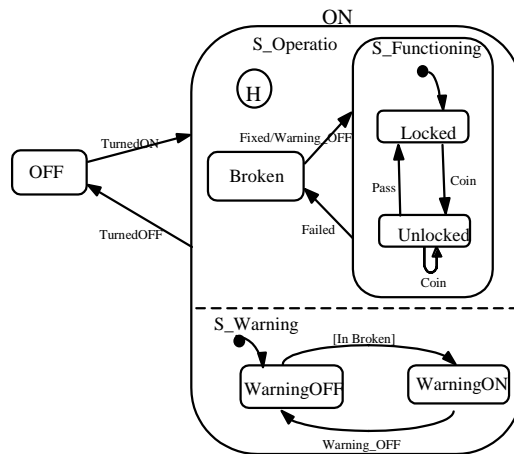 ON
S_Operatio
S_Functioning
H
TurnedON
Fixed/Warning_OFF
Locked
OFF
Broken
Pass
Coin
TurnedOFF
Failed
Unlocked
Coin
S_Warning
[In Broken]
WarningOFF
WarningON
Warning_OFF